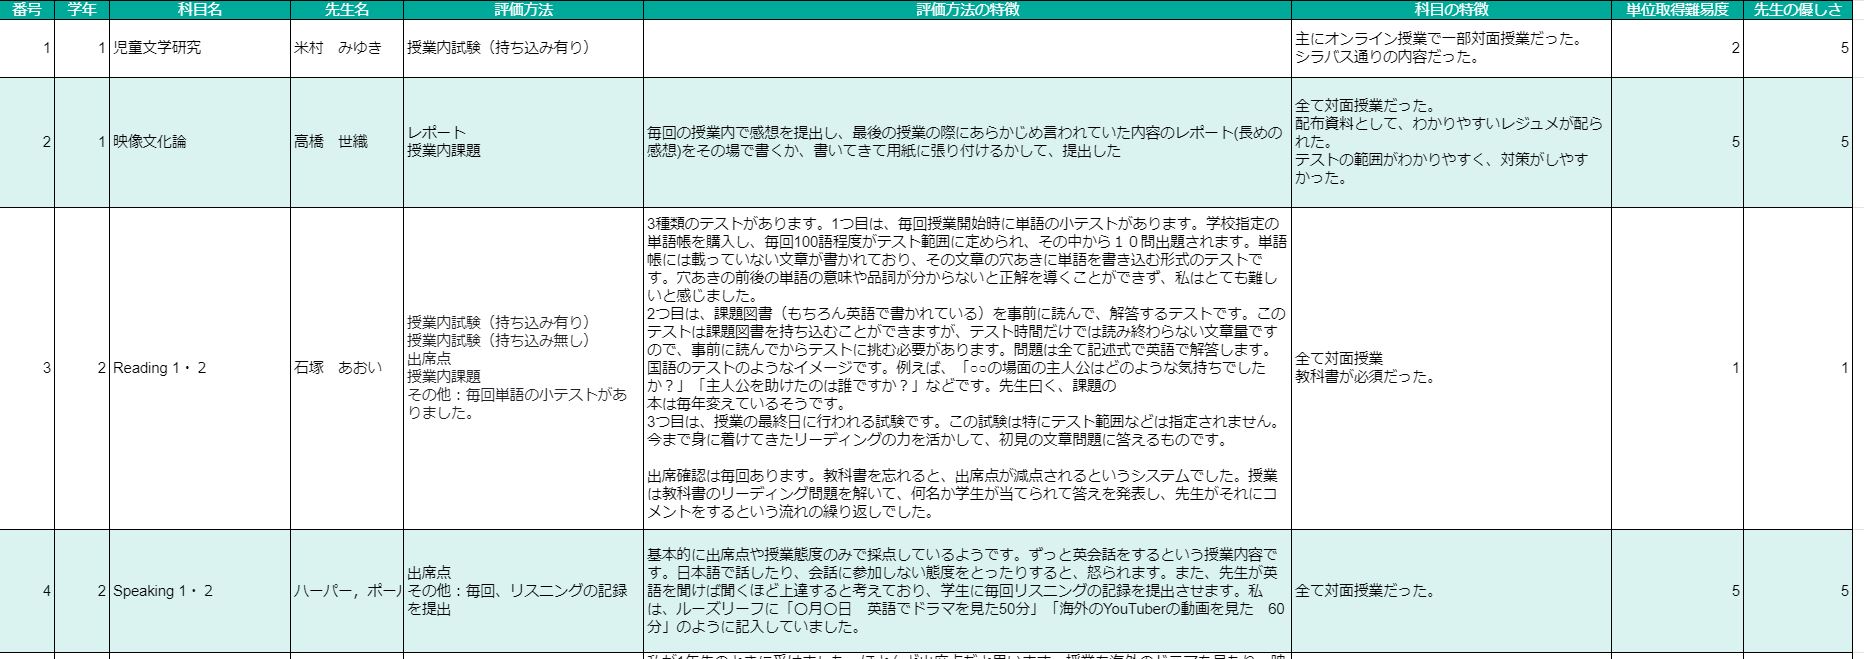 番号 学年 科目名 先生名 評価方法 評価方法の特徴 科目の特徴 単位取得難易度 先生の優しさ
1 1 児童文学研究 米村　みゆき 授業内試験（持ち込み有り）
主にオンライン授業で一部対面授業だった。
シラバス通りの内容だった。
2 5
2 1 映像文化論 高橋　世織
レポート
授業内課題
毎回の授業内で感想を提出し、最後の授業の際にあらかじめ言われていた内容のレポート(長めの
感想)をその場で書くか、書いてきて用紙に張り付けるかして、提出した
全て対面授業だった。
配布資料として、わかりやすいレジュメが配ら
れた。
テストの範囲がわかりやすく、対策がしやす
かった。
5 5
3 2 Reading 1・2 石塚　あおい
授業内試験（持ち込み有り）
授業内試験（持ち込み無し）
出席点
授業内課題
その他：毎回単語の小テストがあ
りました。
3種類のテストがあります。1つ目は、毎回授業開始時に単語の小テストがあります。学校指定の
単語帳を購入し、毎回100語程度がテスト範囲に定められ、その中から１０問出題されます。単語
帳には載っていない文章が書かれており、その文章の穴あきに単語を書き込む形式のテストで
す。穴あきの前後の単語の意味や品詞が分からないと正解を導くことができず、私はとても難し
いと感じました。
2つ目は、課題図書（もちろん英語で書かれている）を事前に読んで、解答するテストです。この
テストは課題図書を持ち込むことができますが、テスト時間だけでは読み終わらない文章量です
ので、事前に読んでからテストに挑む必要があります。問題は全て記述式で英語で解答します。
国語のテストのようなイメージです。例えば、「○○の場面の主人公はどのような気持ちでした
か？」「主人公を助けたのは誰ですか？」などです。先生曰く、課題の
本は毎年変えているそうです。
3つ目は、授業の最終日に行われる試験です。この試験は特にテスト範囲などは指定されません。
今まで身に着けてきたリーディングの力を活かして、初見の文章問題に答えるものです。
出席確認は毎回あります。教科書を忘れると、出席点が減点されるというシステムでした。授業
は教科書のリーディング問題を解いて、何名か学生が当てられて答えを発表し、先生がそれにコ
メントをするという流れの繰り返しでした。
全て対面授業
教科書が必須だった。
1 1
4 2 Speaking 1・2 ハーパー，ポール
出席点
その他：毎回、リスニングの記録
を提出
基本的に出席点や授業態度のみで採点しているようです。ずっと英会話をするという授業内容で
す。日本語で話したり、会話に参加しない態度をとったりすると、怒られます。また、先生が英
語を聞けば聞くほど上達すると考えており、学生に毎回リスニングの記録を提出させます。私
は、ルーズリーフに「〇月〇日　英語でドラマを見た50分」「海外のYouTuberの動画を見た　60
分」のように記入していました。
全て対面授業だった。
5 5